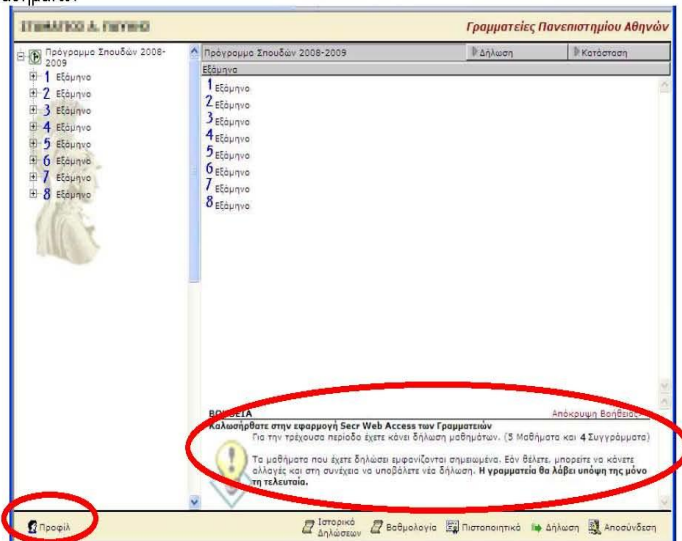 Γραμματείες Πανεπιστημίου Αθηνών
Πρόγραμμα Σπουδών 2008-
2009
1 Εξάμηνο
2 Εξάμηνο
3 Εξάμηνο
4 Εξάμηνο
5 Εξάμηνο
6 Εξάμηνο
7 Εξάμηνο
8 Εξάμηνο
Πρόγραμμα Σπουδών 2008-2009
Δήλωση
Κατάσταση
Εξάμηνο
1 Εξάμηνο
2 Εξάμηνο
3 Εξάμηνο
4 Εξάμηνο
5 Εξάμηνο
6 Εξάμηνο
7 Εξάμηνο
8 Εξάμηνο
ΒΟΗΘΕΙΑ
Απόκρυψη Βοήθειας
Καλωσήρθατε στην εφαρμογή Secr Web Access των Γραμματειών
Για την τρέχουσα περίοδο έχετε κάνει δήλωση μαθημάτων. (5 Μαθήματα και 4 Συγγράμματα)
Τα μαθήματα που έχετε δηλώσει εμφανίζονται σημειωμένα. Εάν θέλετε, μπορείτε να κάνετε
αλλαγές και στη συνέχεια να υποβάλετε νέα δήλωση. Η γραμματεία θα λάβει υπόψη της μόνο
τη τελευταία.
Προφίλ
Ιστορικό
Δηλώσεων
Βαθμολογία
Πιστοποιητικό
Δήλωση
Αποσύνδεση